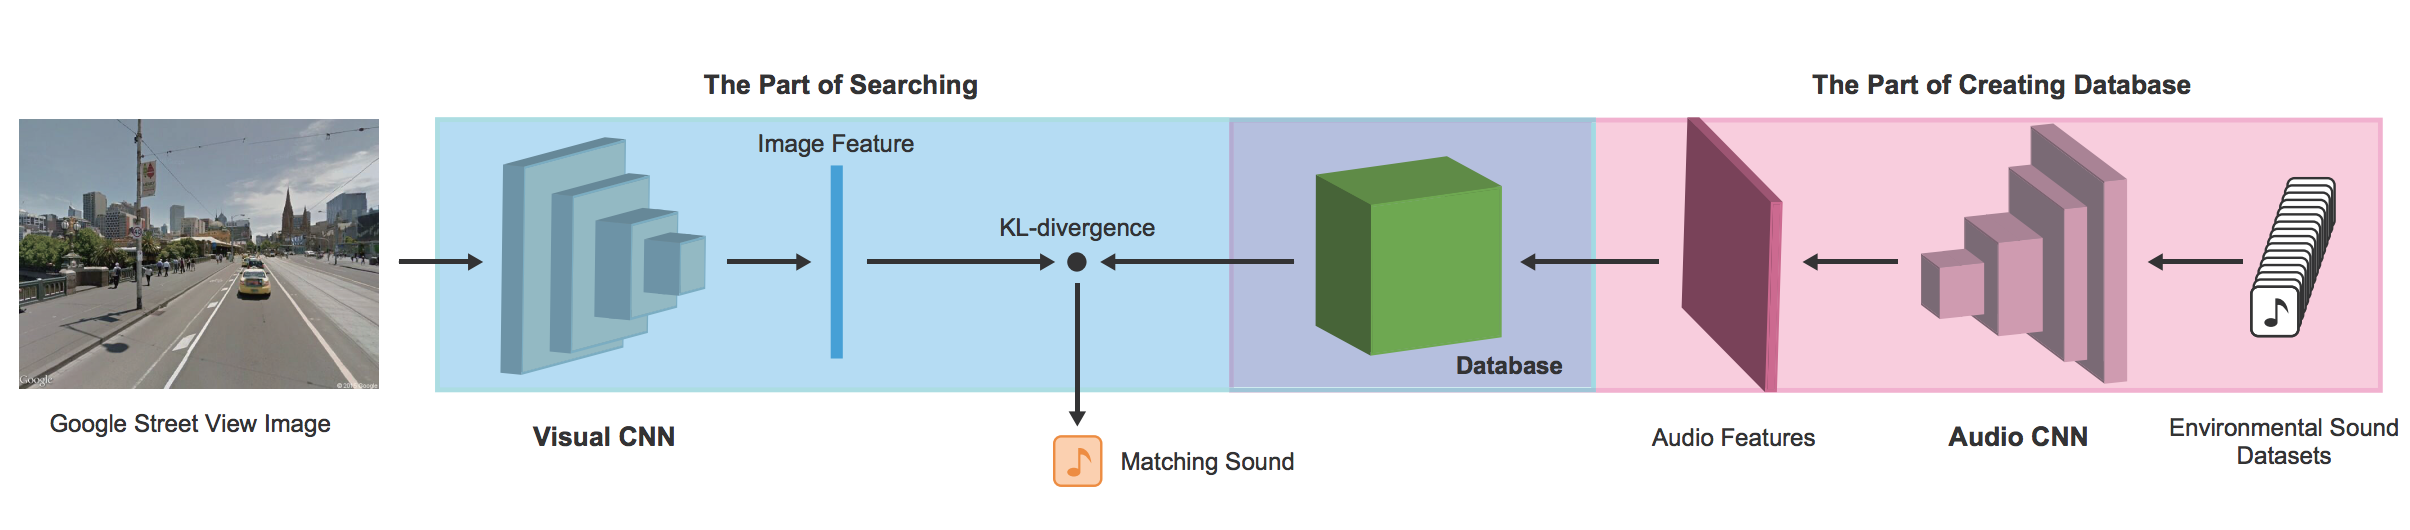 The Part of Searching
The Part of Creating Database
Image Feature
KL-divergence
Database
Google
Google Street View Image
Visual CNN
Matching Sound
Audio Features
Audio CNN
Environmental Sound
Datasets